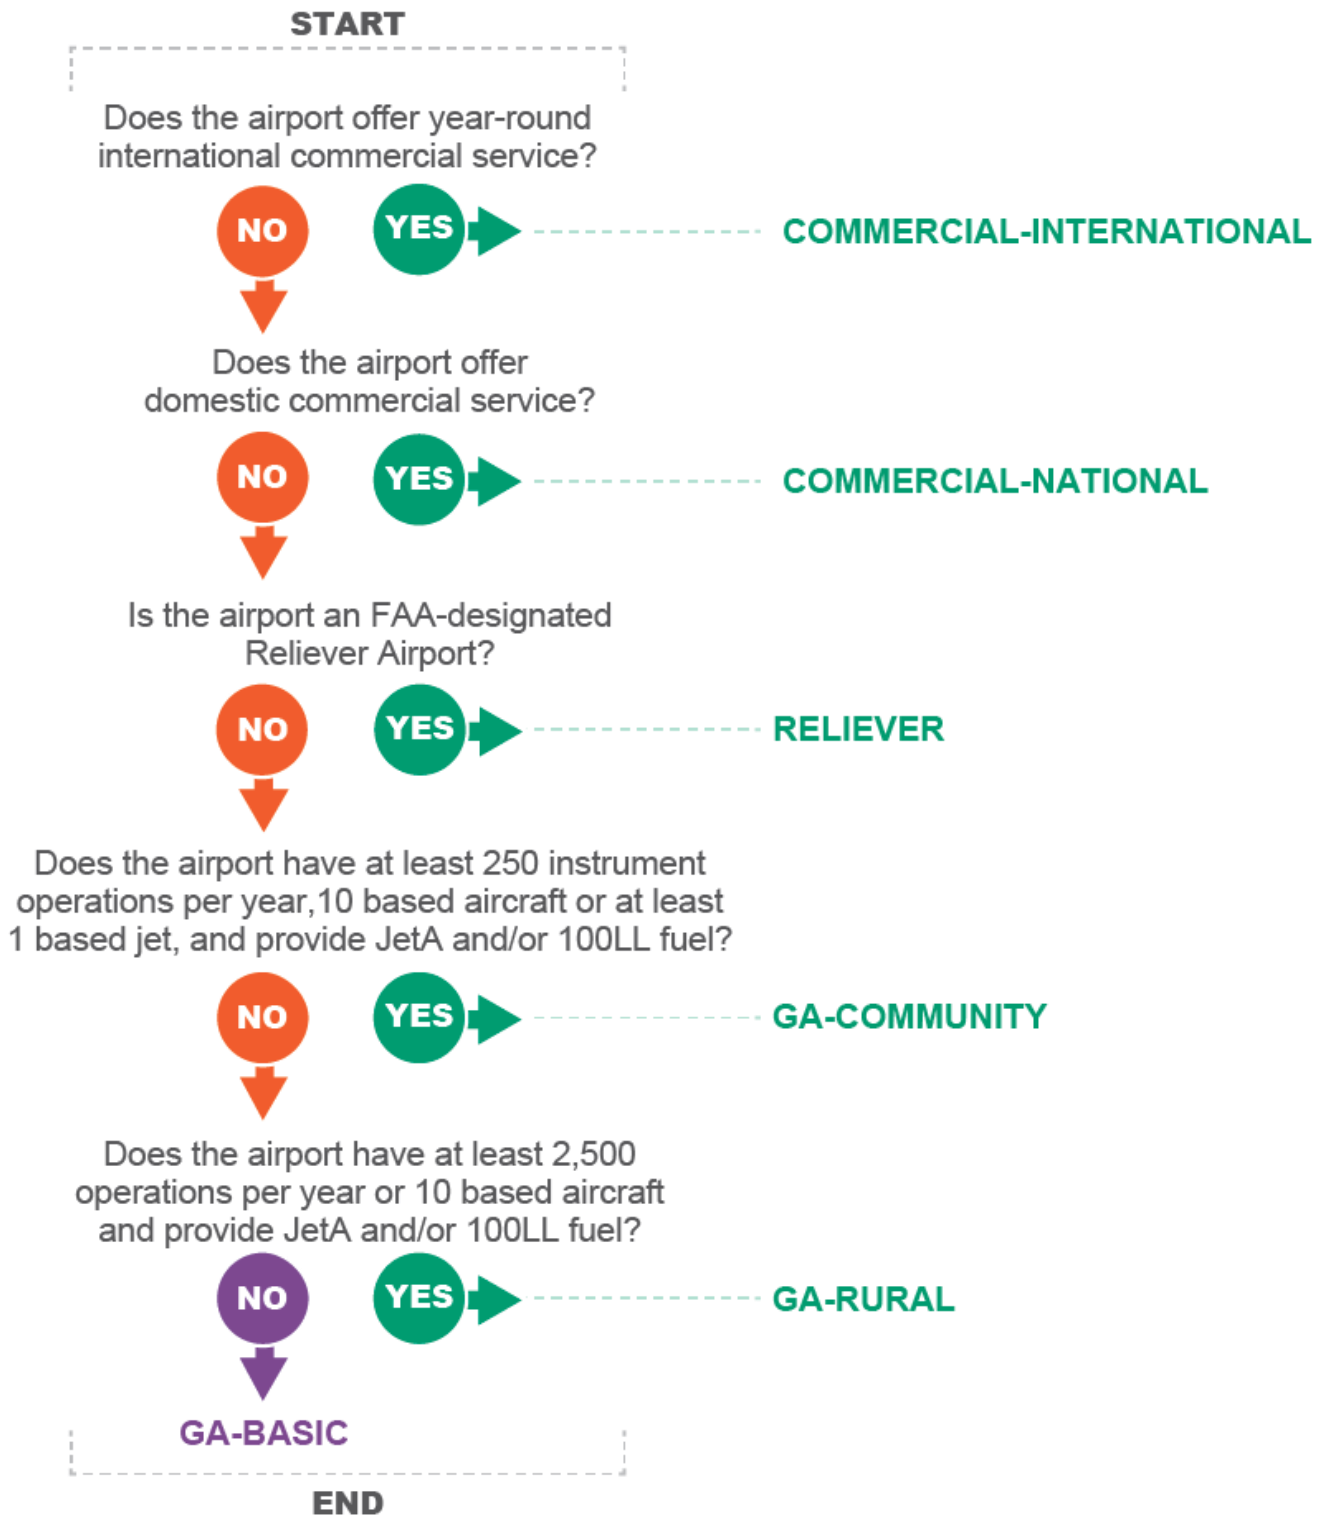 START
Does the airport offer year-round
international commercial service?
NO YES COMMERCIAL-INTERNATIONAL
Does the airport offer
domestic commercial service?
NO YES COMMERCIAL-NATIONAL
Is the airport an FAA-designated
Reliever Airport?
NO YES RELIEVER
Does the airport have at least 250 instrument
operations per year,10 based aircraft or at least
1 based jet, and provide JetA and/or 100LL fuel?
NO YES GA-COMMUNITY
Does the airport have at least 2,500
operations per year or 10 based aircraft
and provide JetA and/or 100LL fuel?
NO YES GA-RURAL
GA-BASIC
END